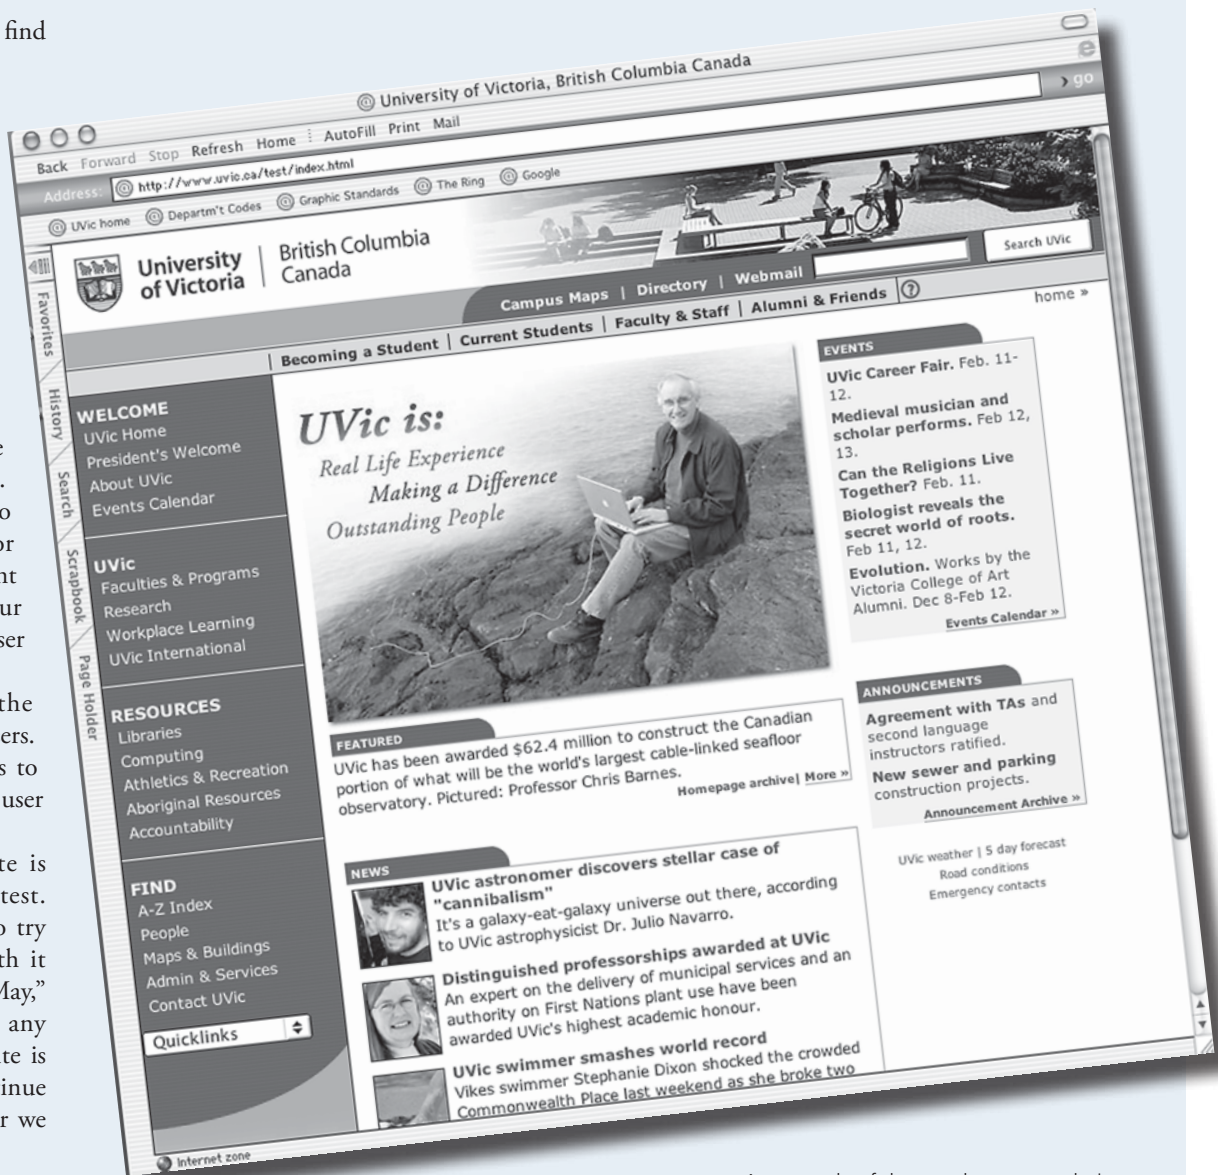 find
e
.
o
or
nt
ur
ser
the
ers.
s to
user
te is
test.
o try
th it
May,”
any
te is
tinue
r we
@ University of Victoria, British Columbia Canada
Back Forward Stop Refresh Home AutoFill Print Mail
Address: @ http://www.uvic.ca/test/index.html › go
@ UVic home @ Departm't Codes @ Graphic Standards @ The Ring @ Google
Favorites
History
Search
Scrapbook
Page Holder
University of Victoria
British Columbia
Canada
Campus Maps | Directory | Webmail
Search UVic
| Becoming a Student | Current Students | Faculty & Staff | Alumni & Friends ?
home »
WELCOME
UVic Home
President's Welcome
About UVic
Events Calendar
UVic
Faculties & Programs
Research
Workplace Learning
UVic International
RESOURCES
Libraries
Computing
Athletics & Recreation
Aboriginal Resources
Accountability
FIND
A-Z Index
People
Maps & Buildings
Admin & Services
Contact UVic
Quicklinks
UVic is:
Real Life Experience
Making a Difference
Outstanding People
FEATURED
UVic has been awarded $62.4 million to construct the Canadian
portion of what will be the world's largest cable-linked seafloor
observatory. Pictured: Professor Chris Barnes.
Homepage archive| More »
NEWS
UVic astronomer discovers stellar case of
"cannibalism"
It's a galaxy-eat-galaxy universe out there, according
to UVic astrophysicist Dr. Julio Navarro.
Distinguished professorships awarded at UVic
An expert on the delivery of municipal services and an
authority on First Nations plant use have been
awarded UVic's highest academic honour.
UVic swimmer smashes world record
Vikes swimmer Stephanie Dixon shocked the crowded
Commonwealth Place last weekend as she broke two
EVENTS
UVic Career Fair. Feb. 11-
12.
Medieval musician and
scholar performs. Feb 12,
13.
Can the Religions Live
Together? Feb. 11.
Biologist reveals the
secret world of roots.
Feb 11, 12.
Evolution. Works by the
Victoria College of Art
Alumni. Dec 8-Feb 12.
Events Calendar »
ANNOUNCEMENTS
Agreement with TAs and
second language
instructors ratified.
New sewer and parking
construction projects.
Announcement Archive »
UVic weather | 5 day forecast
Road conditions
Emergency contacts
Internet zone